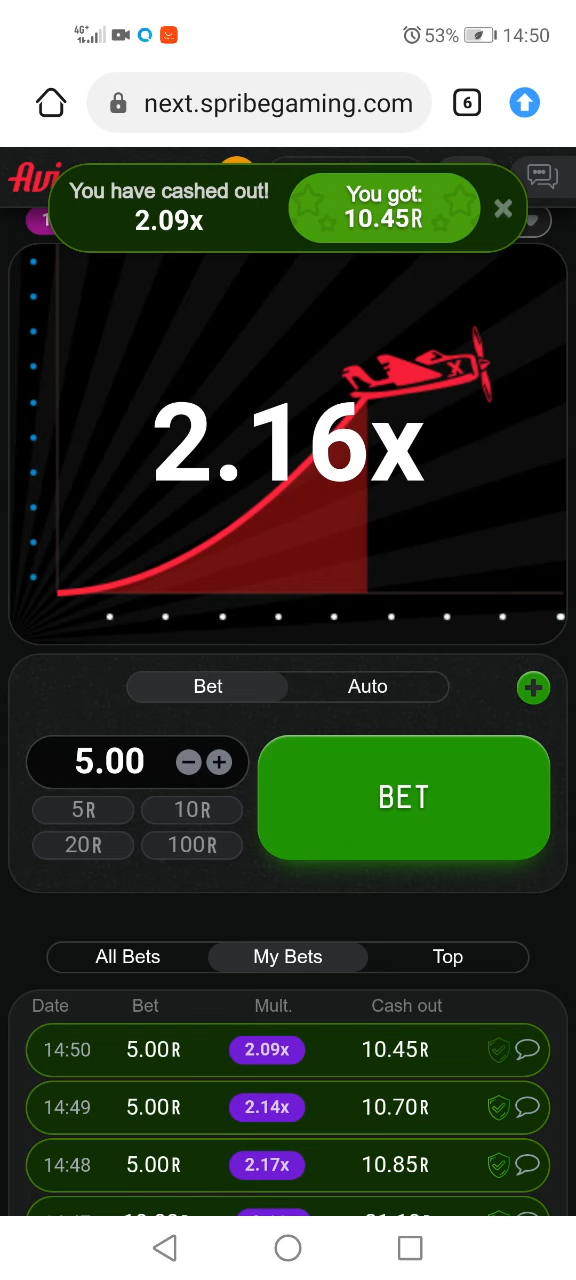 4G+ 53% 14:50
next.spribegaming.com 6
You have cashed out! You got:
2.09x 10.45R
2.16x
X
Bet Auto
5.00
BET
5R 10R
20R 100R
All Bets My Bets Top
Date Bet Mult. Cash out
14:50 5.00R 2.09x 10.45R
14:49 5.00R 2.14x 10.70R
14:48 5.00R 2.17x 10.85R